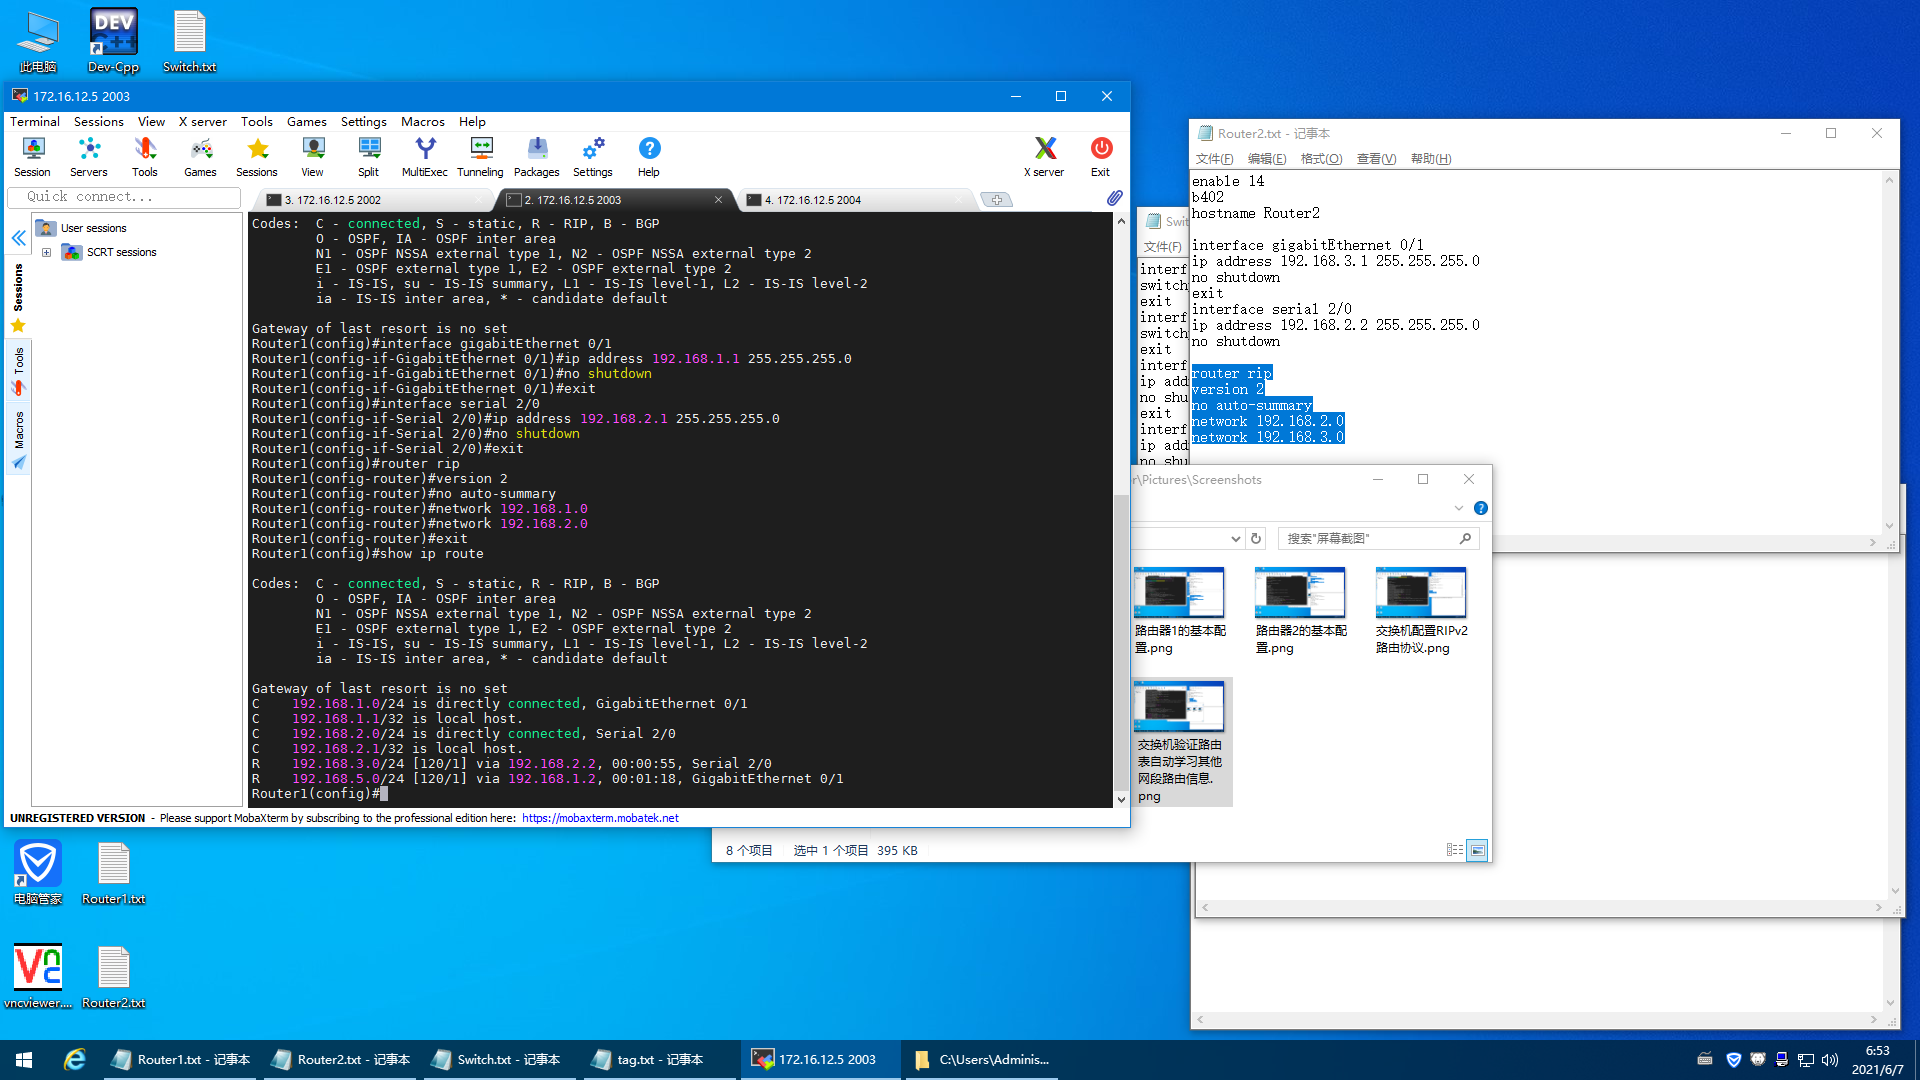 此电脑
Dev-Cpp
Switch.txt
172.16.12.5 2003
Terminal Sessions View X server Tools Games Settings Macros Help
Session Servers Tools Games Sessions View Split MultiExec Tunneling Packages Settings Help X server Exit
Quick connect...
3. 172.16.12.5 2002
2. 172.16.12.5 2003
4. 172.16.12.5 2004
User sessions
SCRT sessions
Sessions
Tools
Macros
Codes:  C - connected, S - static, R - RIP, B - BGP
O - OSPF, IA - OSPF inter area
N1 - OSPF NSSA external type 1, N2 - OSPF NSSA external type 2
E1 - OSPF external type 1, E2 - OSPF external type 2
i - IS-IS, su - IS-IS summary, L1 - IS-IS level-1, L2 - IS-IS level-2
ia - IS-IS inter area, * - candidate default
Gateway of last resort is no set
Router1(config)#interface gigabitEthernet 0/1
Router1(config-if-GigabitEthernet 0/1)#ip address 192.168.1.1 255.255.255.0
Router1(config-if-GigabitEthernet 0/1)#no shutdown
Router1(config-if-GigabitEthernet 0/1)#exit
Router1(config)#interface serial 2/0
Router1(config-if-Serial 2/0)#ip address 192.168.2.1 255.255.255.0
Router1(config-if-Serial 2/0)#no shutdown
Router1(config-if-Serial 2/0)#exit
Router1(config)#router rip
Router1(config-router)#version 2
Router1(config-router)#no auto-summary
Router1(config-router)#network 192.168.1.0
Router1(config-router)#network 192.168.2.0
Router1(config-router)#exit
Router1(config)#show ip route
Codes:  C - connected, S - static, R - RIP, B - BGP
O - OSPF, IA - OSPF inter area
N1 - OSPF NSSA external type 1, N2 - OSPF NSSA external type 2
E1 - OSPF external type 1, E2 - OSPF external type 2
i - IS-IS, su - IS-IS summary, L1 - IS-IS level-1, L2 - IS-IS level-2
ia - IS-IS inter area, * - candidate default
Gateway of last resort is no set
C    192.168.1.0/24 is directly connected, GigabitEthernet 0/1
C    192.168.1.1/32 is local host.
C    192.168.2.0/24 is directly connected, Serial 2/0
C    192.168.2.1/32 is local host.
R    192.168.3.0/24 [120/1] via 192.168.2.2, 00:00:55, Serial 2/0
R    192.168.5.0/24 [120/1] via 192.168.1.2, 00:01:18, GigabitEthernet 0/1
Router1(config)#
UNREGISTERED VERSION - Please support MobaXterm by subscribing to the professional edition here: https://mobaxterm.mobatek.net
Router2.txt - 记事本
文件(F) 编辑(E) 格式(O) 查看(V) 帮助(H)
enable 14
b402
hostname Router2
interface gigabitEthernet 0/1
ip address 192.168.3.1 255.255.255.0
no shutdown
exit
interface serial 2/0
ip address 192.168.2.2 255.255.255.0
no shutdown
router rip
version 2
no auto-summary
network 192.168.2.0
network 192.168.3.0
Swit
文件(F)
interf
switch
exit
interf
switch
exit
interf
ip add
no shu
exit
interf
ip add
no shu
r\Pictures\Screenshots
搜索"屏幕截图"
路由器1的基本配置.png
路由器2的基本配置.png
交换机配置RIPv2路由协议.png
交换机验证路由表自动学习其他网段路由信息.png
8 个项目 选中 1 个项目 395 KB
电脑管家
Router1.txt
vncviewer....
Router2.txt
Router1.txt - 记事本
Router2.txt - 记事本
Switch.txt - 记事本
tag.txt - 记事本
172.16.12.5 2003
C:\Users\Adminis...
6:53
2021/6/7